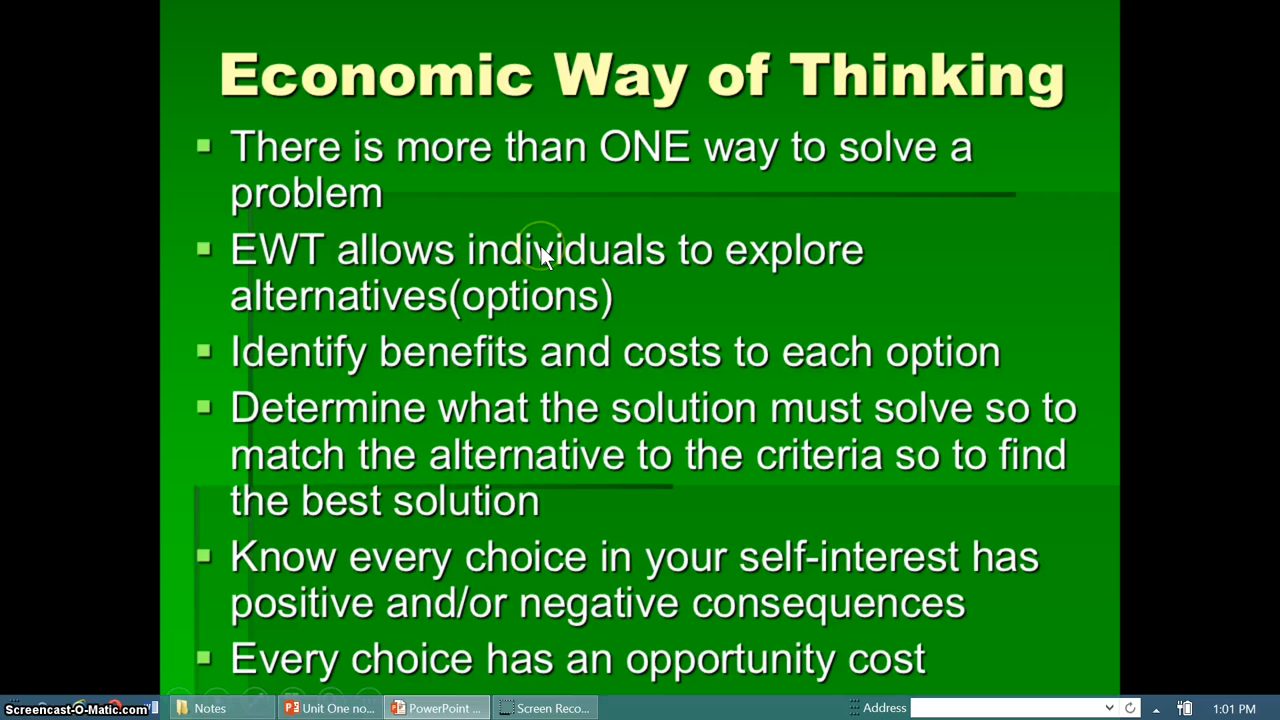 Economic Way of Thinking
There is more than ONE way to solve a
problem
EWT allows individuals to explore
alternatives(options)
Identify benefits and costs to each option
Determine what the solution must solve so to
match the alternative to the criteria so to find
the best solution
Know every choice in your self-interest has
positive and/or negative consequences
Every choice has an opportunity cost
Screencast-O-Matic.com
Notes
Unit One no...
PowerPoint ...
Screen Reco...
Address
1:01 PM